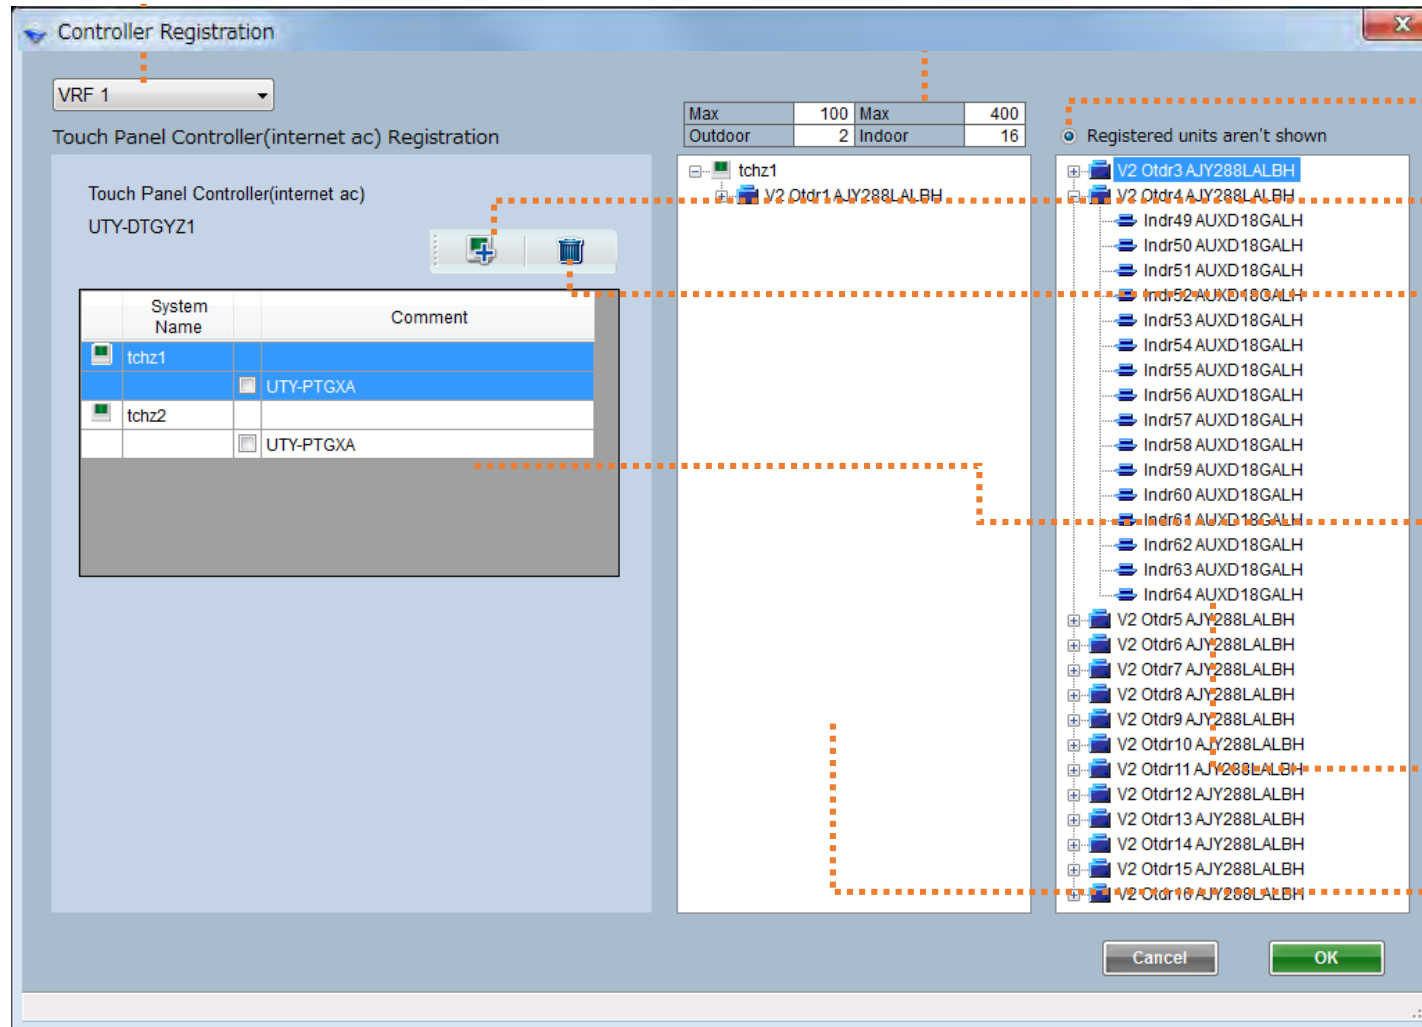 Controller Registration
X
VRF 1
Touch Panel Controller(internet ac) Registration
Touch Panel Controller(internet ac)
UTY-DTGYZ1
System Name
Comment
tchz1
UTY-PTGXA
tchz2
UTY-PTGXA
Max 100 Max 400
Outdoor 2 Indoor 16
tchz1
V2 Otdr1 AJY288LALBH
Registered units aren't shown
V2 Otdr3 AJY288LALBH
V2 Otdr4 AJY288LALBH
Indr49 AUXD18GALH
Indr50 AUXD18GALH
Indr51 AUXD18GALH
Indr52 AUXD18GALH
Indr53 AUXD18GALH
Indr54 AUXD18GALH
Indr55 AUXD18GALH
Indr56 AUXD18GALH
Indr57 AUXD18GALH
Indr58 AUXD18GALH
Indr59 AUXD18GALH
Indr60 AUXD18GALH
Indr61 AUXD18GALH
Indr62 AUXD18GALH
Indr63 AUXD18GALH
Indr64 AUXD18GALH
V2 Otdr5 AJY288LALBH
V2 Otdr6 AJY288LALBH
V2 Otdr7 AJY288LALBH
V2 Otdr8 AJY288LALBH
V2 Otdr9 AJY288LALBH
V2 Otdr10 AJY288LALBH
V2 Otdr11 AJY288LALBH
V2 Otdr12 AJY288LALBH
V2 Otdr13 AJY288LALBH
V2 Otdr14 AJY288LALBH
V2 Otdr15 AJY288LALBH
V2 Otdr16 AJY288LALBH
Cancel
OK